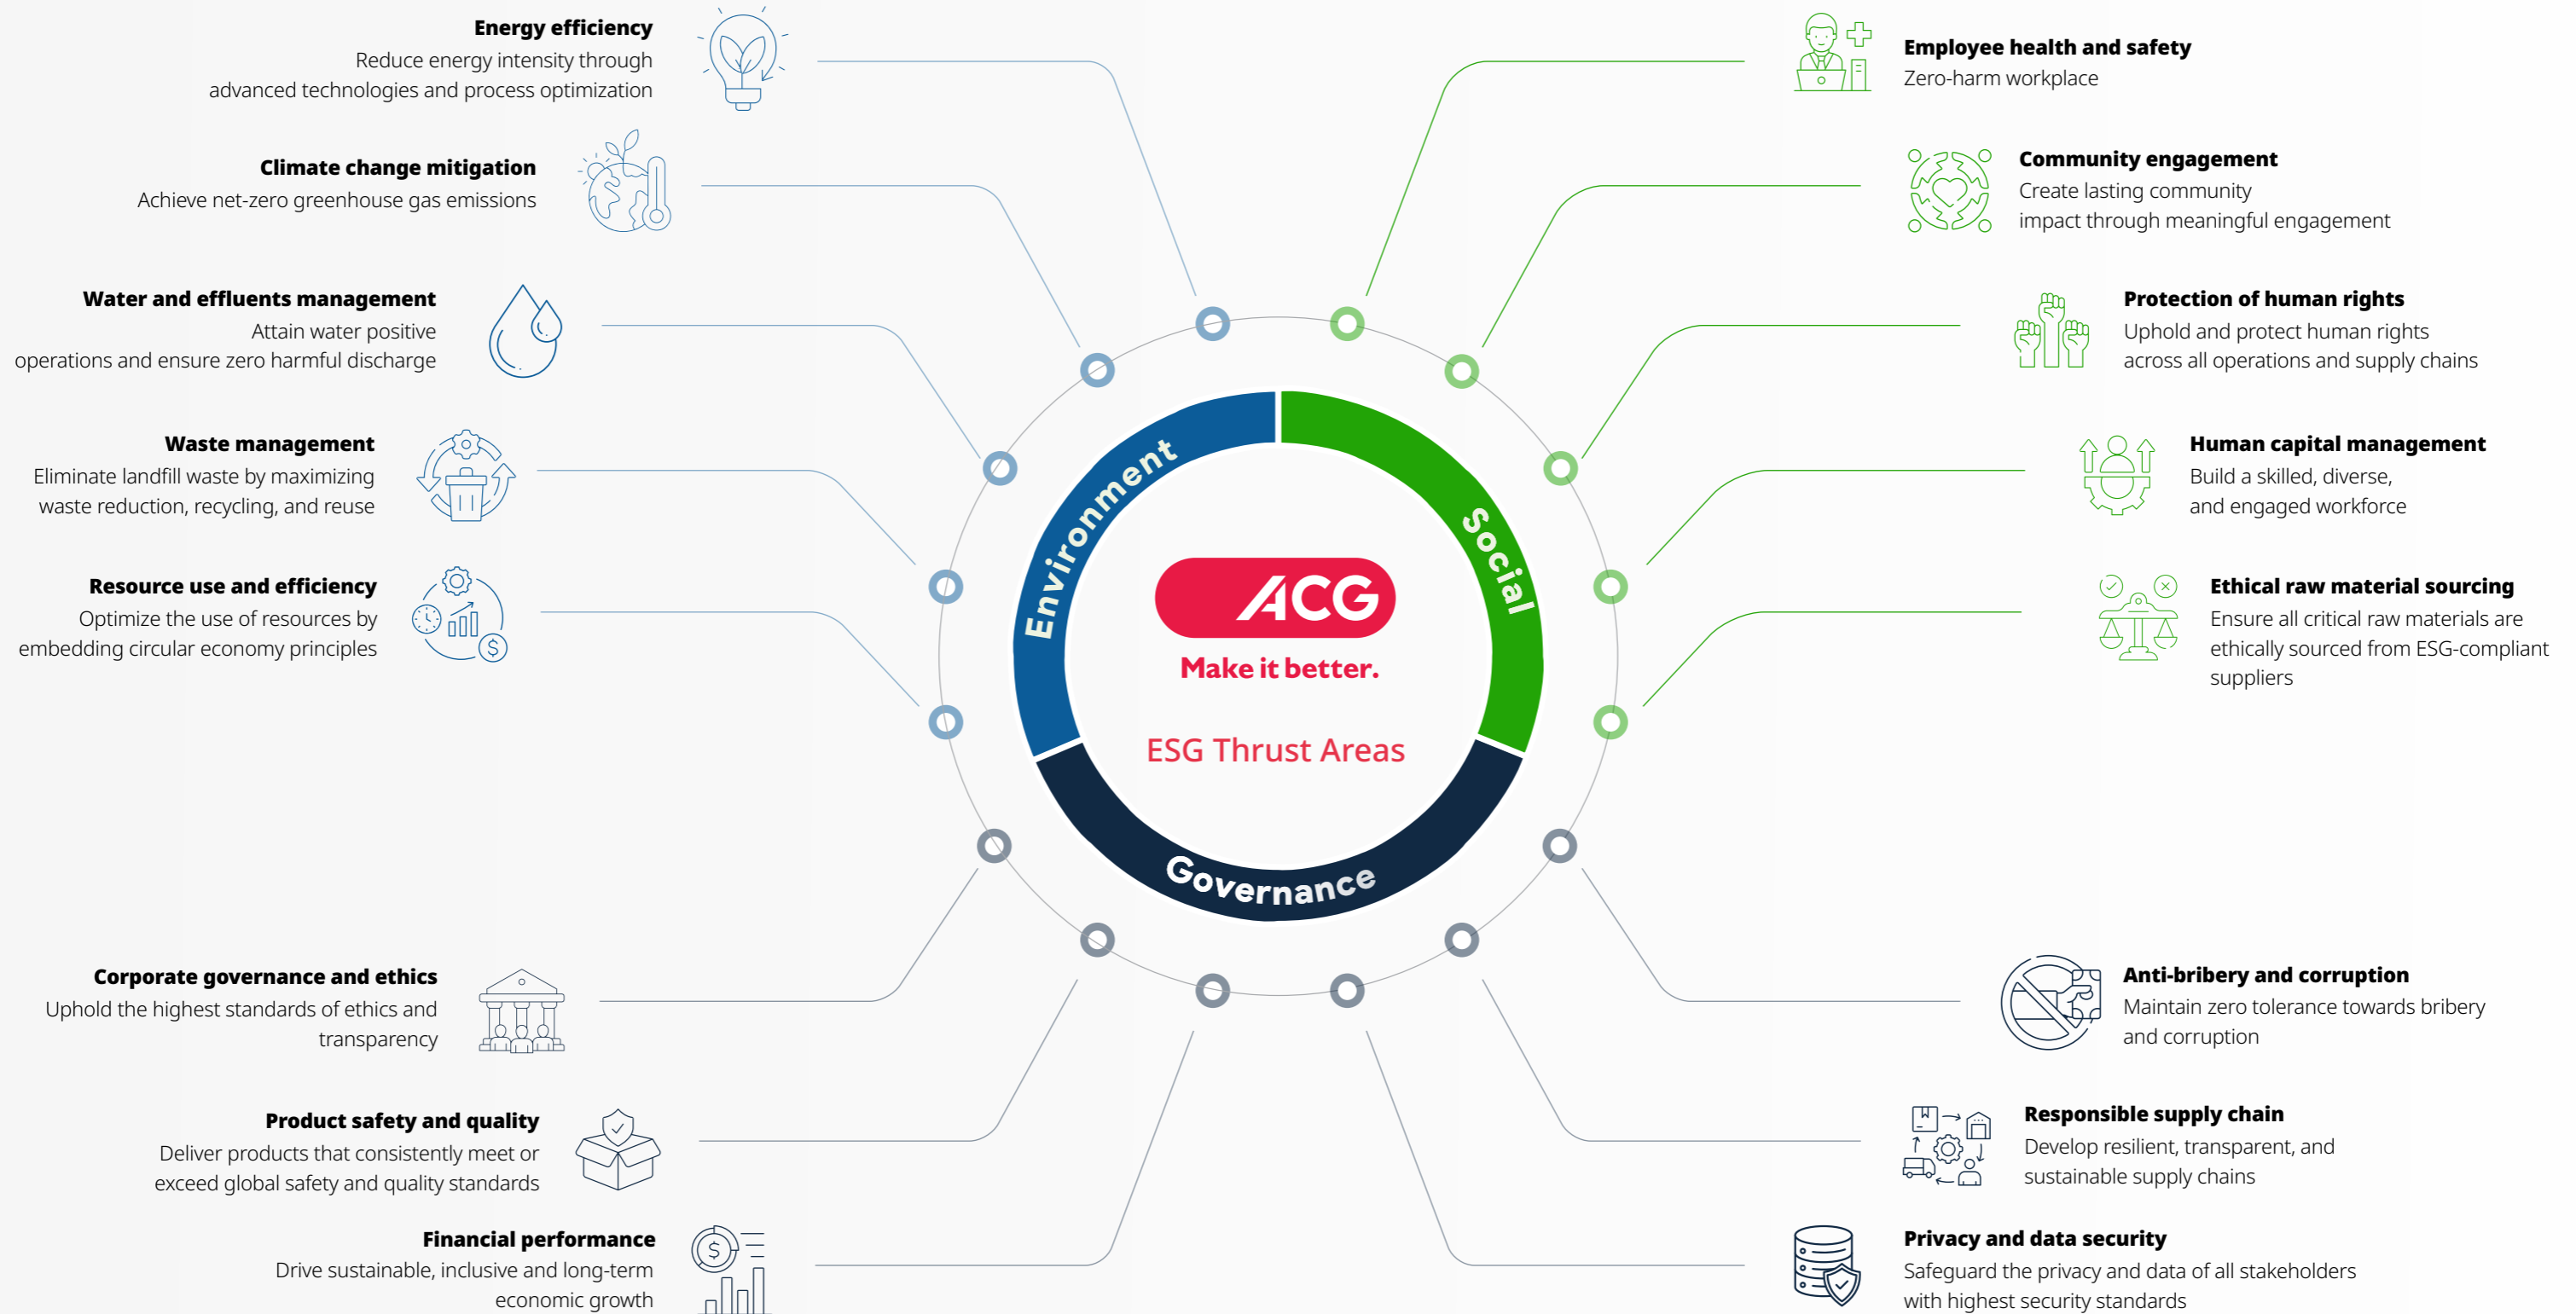 Energy efficiency
Reduce energy intensity through
advanced technologies and process optimization
Climate change mitigation
Achieve net-zero greenhouse gas emissions
Water and effluents management
Attain water positive
operations and ensure zero harmful discharge
Waste management
Eliminate landfill waste by maximizing
waste reduction, recycling, and reuse
Resource use and efficiency
Optimize the use of resources by
embedding circular economy principles
Employee health and safety
Zero-harm workplace
Community engagement
Create lasting community
impact through meaningful engagement
Protection of human rights
Uphold and protect human rights
across all operations and supply chains
Human capital management
Build a skilled, diverse,
and engaged workforce
Ethical raw material sourcing
Ensure all critical raw materials are
ethically sourced from ESG-compliant
suppliers
Environment
Social
ACG
Make it better.
ESG Thrust Areas
Governance
Corporate governance and ethics
Uphold the highest standards of ethics and
transparency
Product safety and quality
Deliver products that consistently meet or
exceed global safety and quality standards
Financial performance
Drive sustainable, inclusive and long-term
economic growth
Anti-bribery and corruption
Maintain zero tolerance towards bribery
and corruption
Responsible supply chain
Develop resilient, transparent, and
sustainable supply chains
Privacy and data security
Safeguard the privacy and data of all stakeholders
with highest security standards